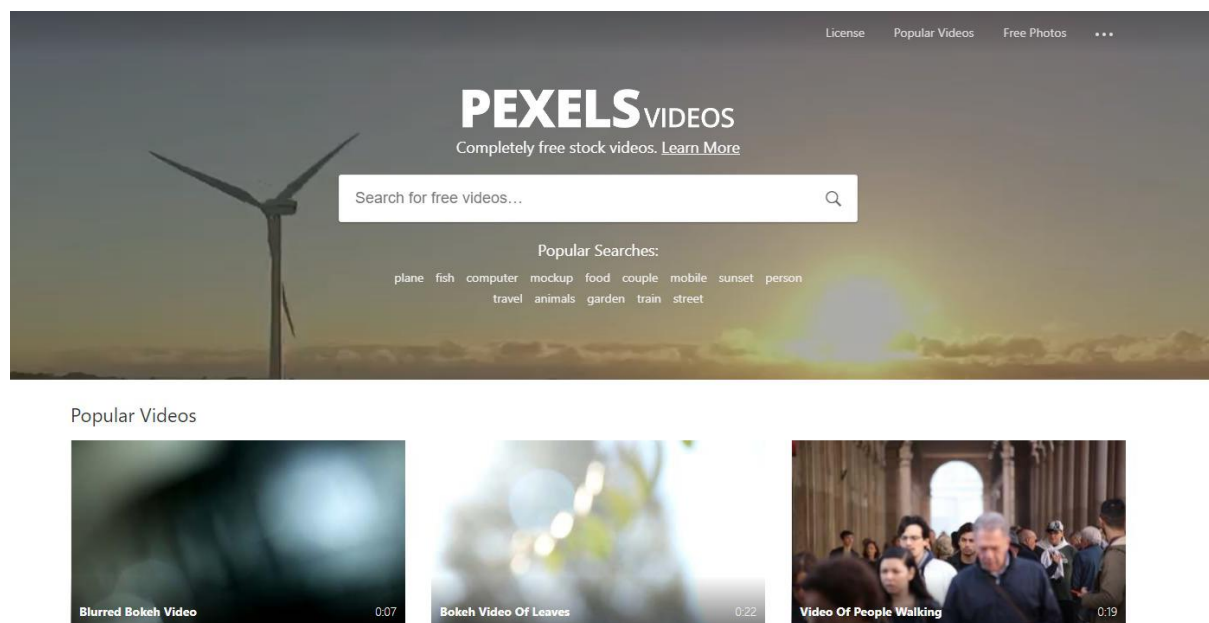 License Popular Videos Free Photos •••
PEXELS VIDEOS
Completely free stock videos. Learn More
Search for free videos...
Popular Searches:
plane fish computer mockup food couple mobile sunset person
travel animals garden train street
Popular Videos
Blurred Bokeh Video 0:07
Bokeh Video Of Leaves 0:22
Video Of People Walking 0:19